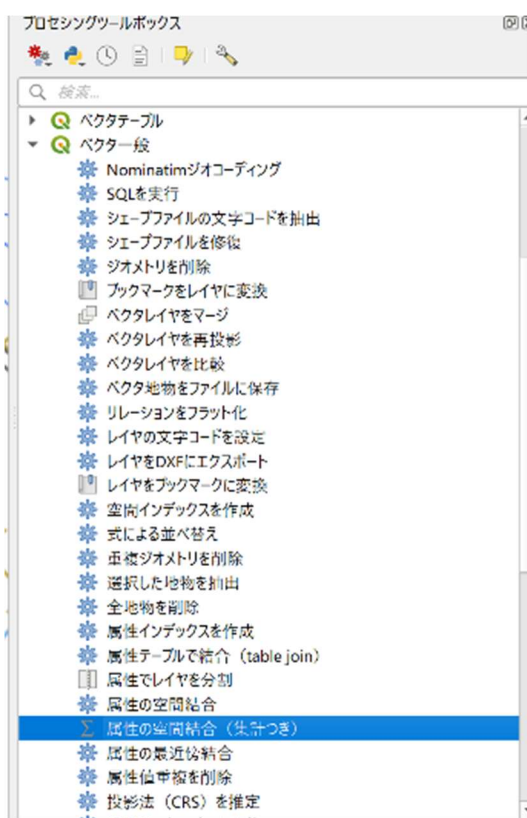 プロセシングツールボックス
検索...
ベクタテーブル
ベクター般
Nominatimジオコーディング
SQLを実行
シェープファイルの文字コードを抽出
シェープファイルを修復
ジオメトリを削除
ブックマークをレイヤに変換
ベクタレイヤをマージ
ベクタレイヤを再投影
ベクタレイヤを比較
ベクタ地物をファイルに保存
リレーションをフラット化
レイヤの文字コードを設定
レイヤをDXFにエクスポート
レイヤをブックマークに変換
空間インデックスを作成
式による並べ替え
重複ジオメトリを削除
選択した地物を抽出
全地物を削除
属性インデックスを作成
属性テーブルで結合（table join）
属性でレイヤを分割
属性の空間結合
属性の空間結合（集計つき）
属性の最近傍結合
属性値重複を削除
投影法（CRS）を推定